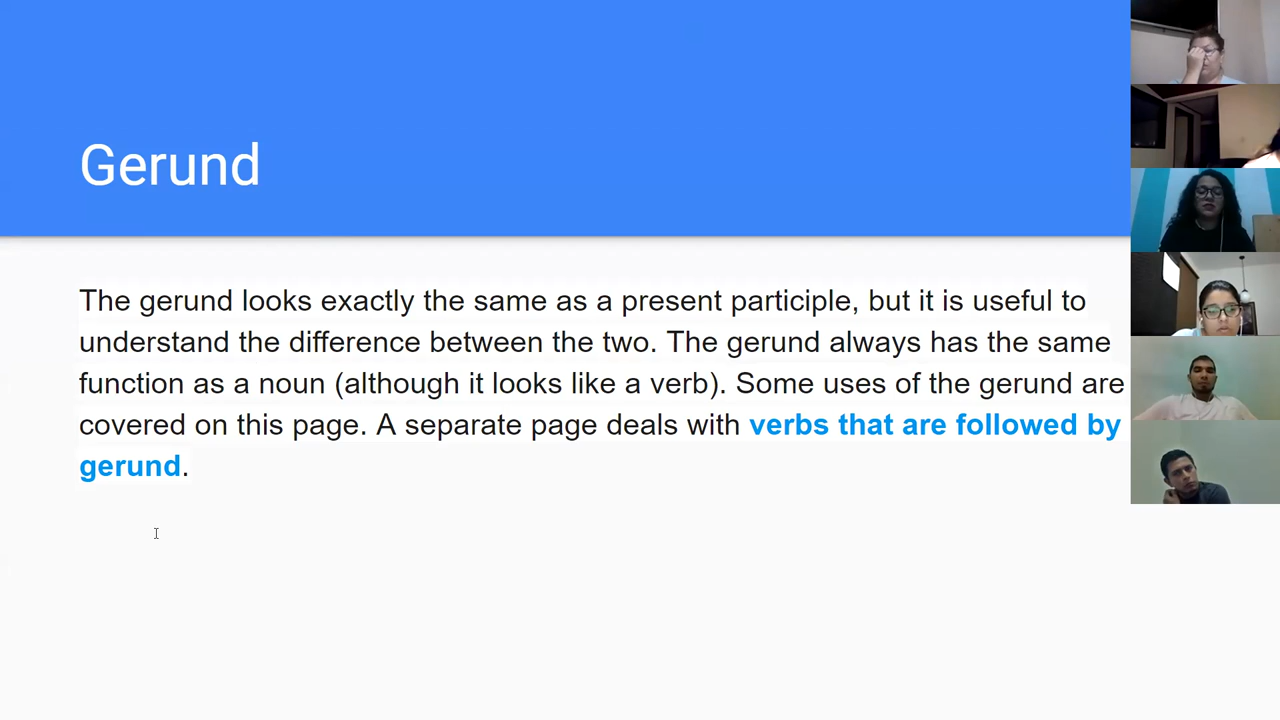 Gerund
The gerund looks exactly the same as a present participle, but it is useful to
understand the difference between the two. The gerund always has the same
function as a noun (although it looks like a verb). Some uses of the gerund are
covered on this page. A separate page deals with verbs that are followed by
gerund.